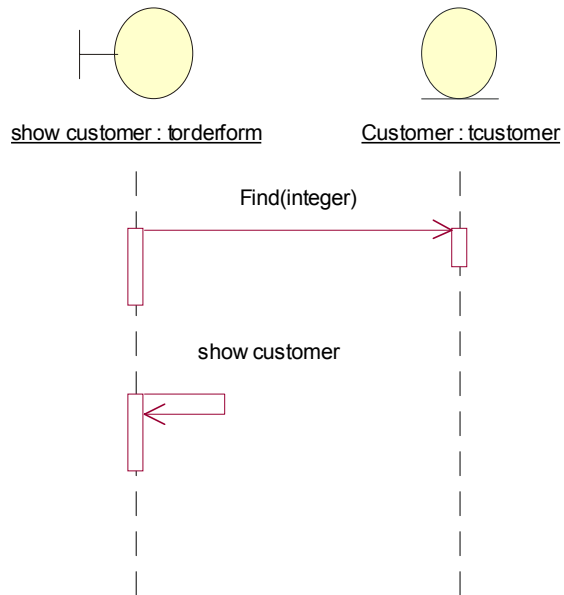 show customer : torderform
Customer : tcustomer
Find(integer)
show customer